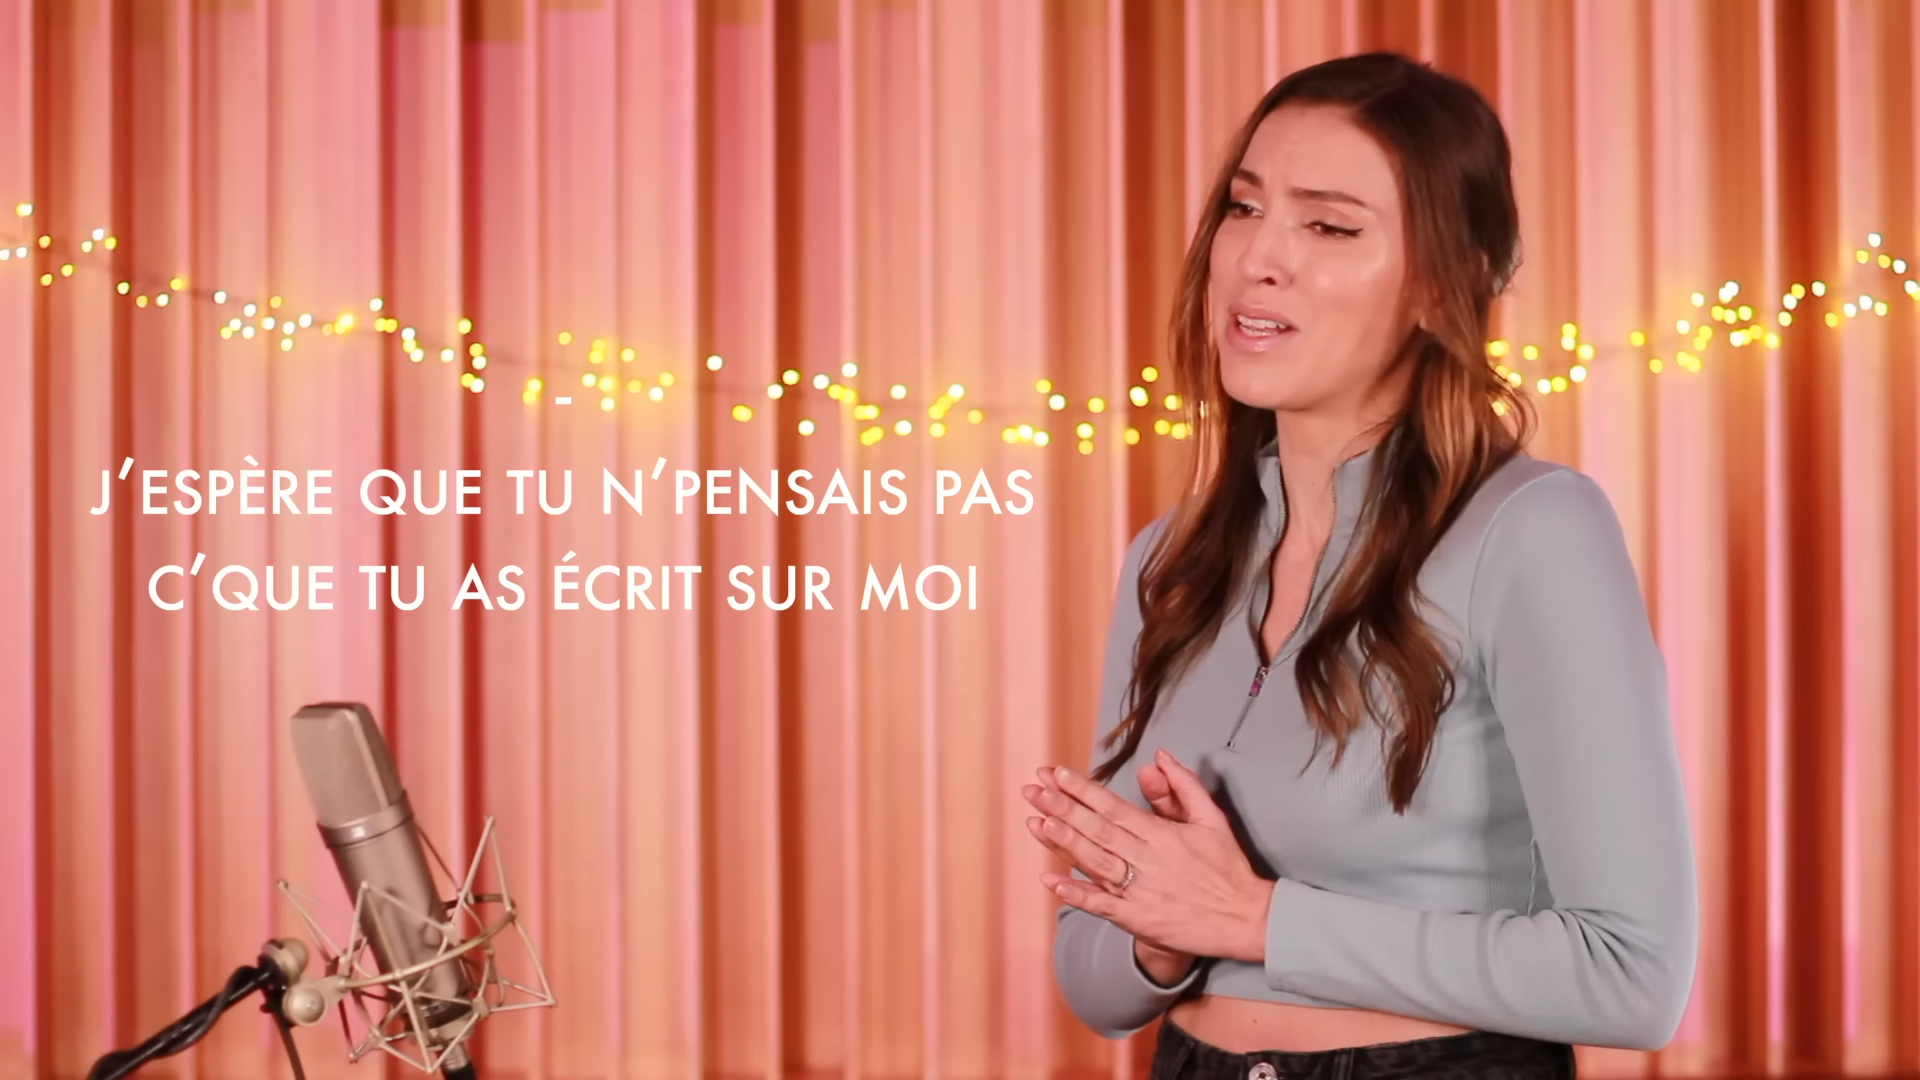 -
J'ESPÈRE QUE TU N'PENSAIS PAS
C'QUE TU AS ÉCRIT SUR MOI